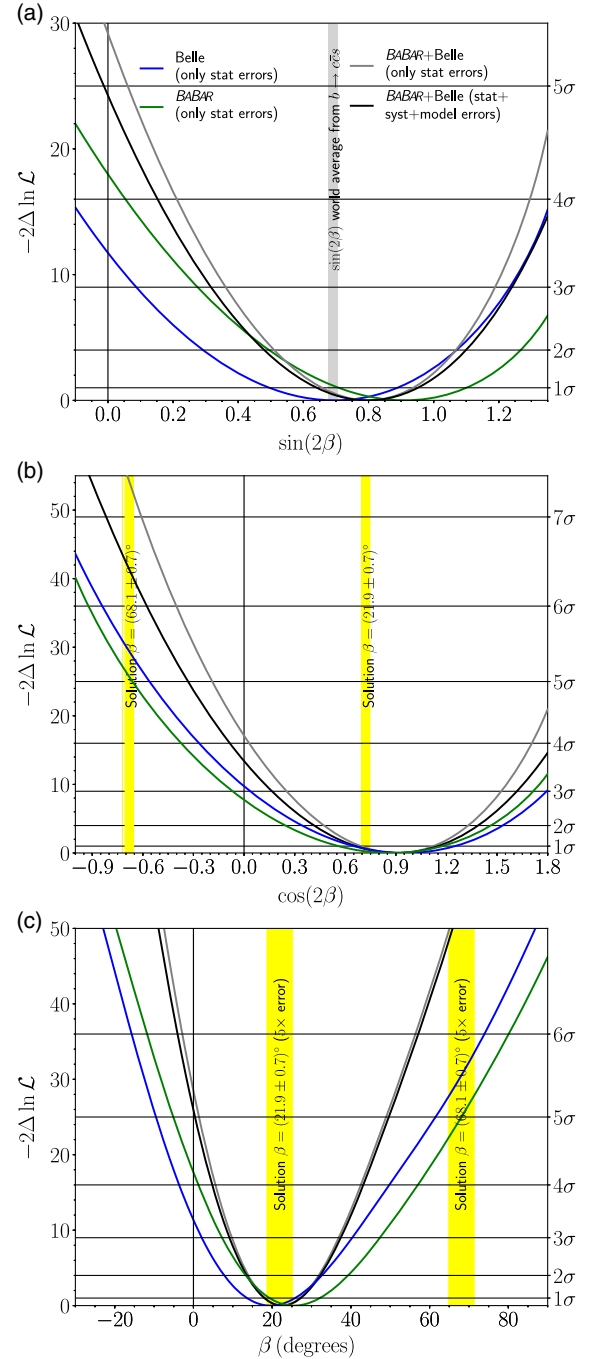 (a)
30
20
10
0
−2Δ ln 𝓛
Belle
(only stat errors)
BABAR
(only stat errors)
BABAR+Belle
(only stat errors)
BABAR+Belle (stat+
syst+model errors)
sin(2β) world average from b → cc̄s
5σ
4σ
3σ
2σ
1σ
0.0 0.2 0.4 0.6 0.8 1.0 1.2
sin(2β)
(b)
50
40
30
20
10
0
−2Δ ln 𝓛
Solution β = (68.1 ± 0.7)°
Solution β = (21.9 ± 0.7)°
7σ
6σ
5σ
4σ
3σ
2σ
1σ
−0.9 −0.6 −0.3 0.0 0.3 0.6 0.9 1.2 1.5 1.8
cos(2β)
(c)
50
40
30
20
10
0
−2Δ ln 𝓛
Solution β = (21.9 ± 0.7)° (5× error)
Solution β = (68.1 ± 0.7)° (5× error)
6σ
5σ
4σ
3σ
2σ
1σ
−20 0 20 40 60 80
β (degrees)